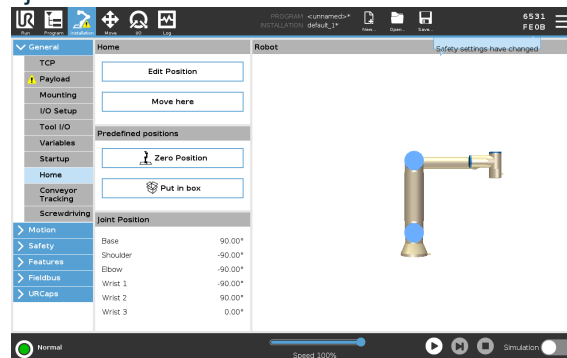 UR
Run
Program
Installation
Move
I/O
Log
PROGRAM <unnamed>*
INSTALLATION default_1*
New...
Open...
Save...
6531
FE0B
General
Home
Robot
Safety settings have changed
TCP
Payload
Mounting
I/O Setup
Tool I/O
Variables
Startup
Home
Conveyor
Tracking
Screwdriving
Motion
Safety
Features
Fieldbus
URCaps
Edit Position
Move here
Predefined positions
Zero Position
Put in box
Joint Position
Base 90.00°
Shoulder -90.00°
Elbow -90.00°
Wrist 1 -90.00°
Wrist 2 90.00°
Wrist 3 0.00°
Normal
Speed 100%
Simulation